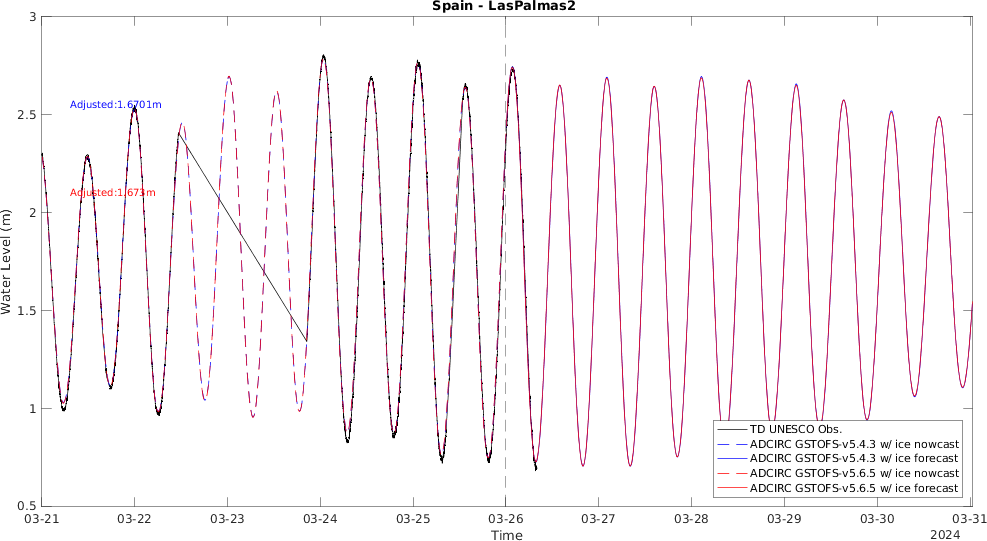 Spain - LasPalmas2
3
2.5
2
1.5
1
0.5
Water Level (m)
Adjusted:1.6701m
Adjusted:1.673m
TD UNESCO Obs.
ADCIRC GSTOFS-v5.4.3 w/ ice nowcast
ADCIRC GSTOFS-v5.4.3 w/ ice forecast
ADCIRC GSTOFS-v5.6.5 w/ ice nowcast
ADCIRC GSTOFS-v5.6.5 w/ ice forecast
03-21 03-22 03-23 03-24 03-25 03-26 03-27 03-28 03-29 03-30 03-31
Time
2024